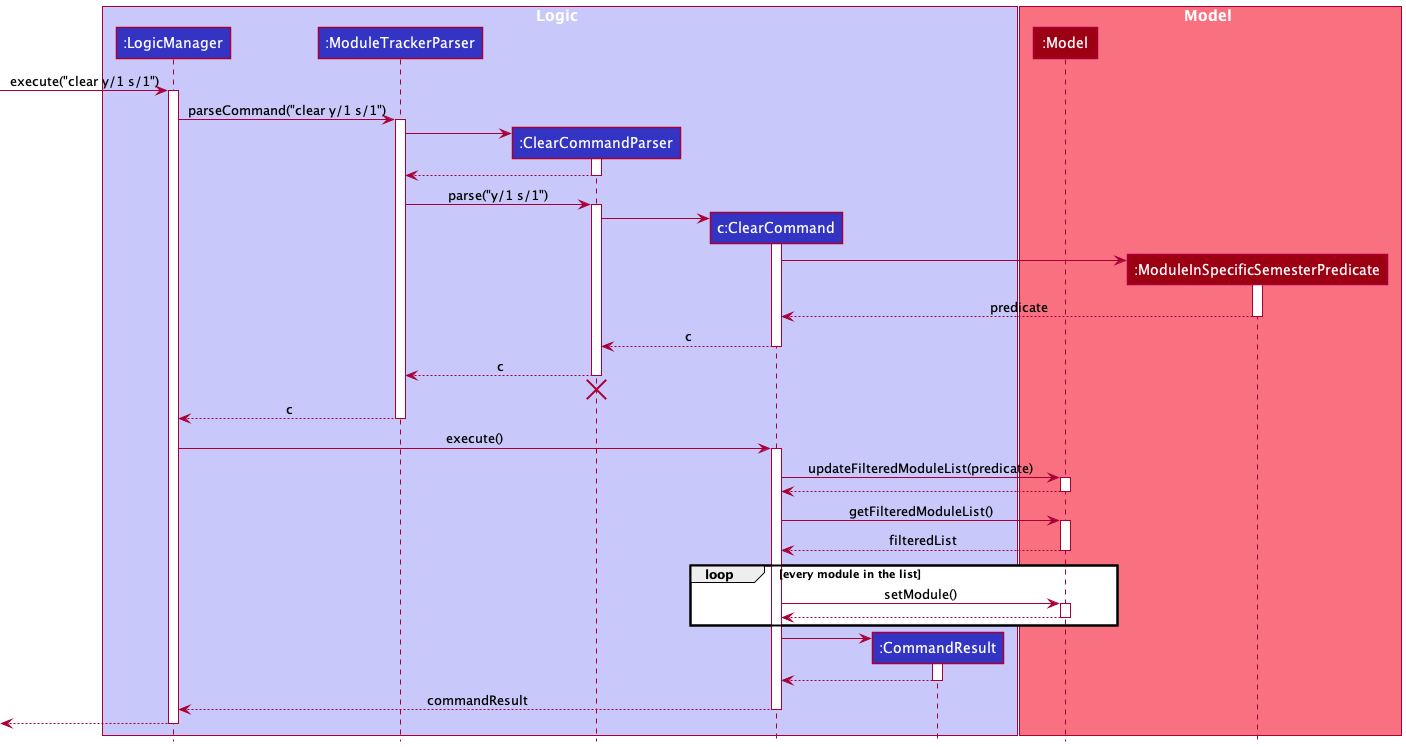 Logic
Model
:LogicManager
:ModuleTrackerParser
:Model
execute("clear y/1 s/1")
parseCommand("clear y/1 s/1")
:ClearCommandParser
parse("y/1 s/1")
c:ClearCommand
:ModuleInSpecificSemesterPredicate
predicate
c
c
c
execute()
updateFilteredModuleList(predicate)
getFilteredModuleList()
filteredList
loop
[every module in the list]
setModule()
:CommandResult
commandResult